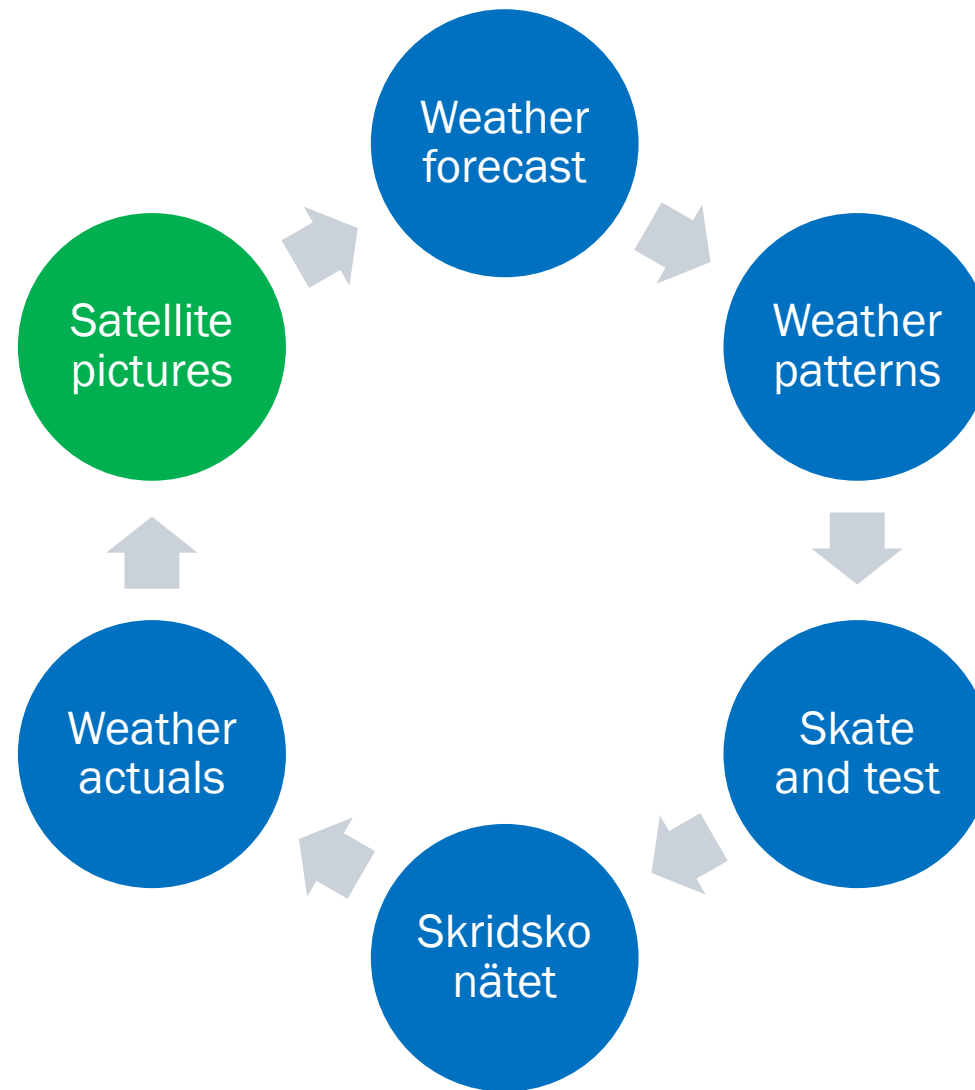 Weather
forecast
Weather
patterns
Skate
and test
Skridsko
nätet
Weather
actuals
Satellite
pictures